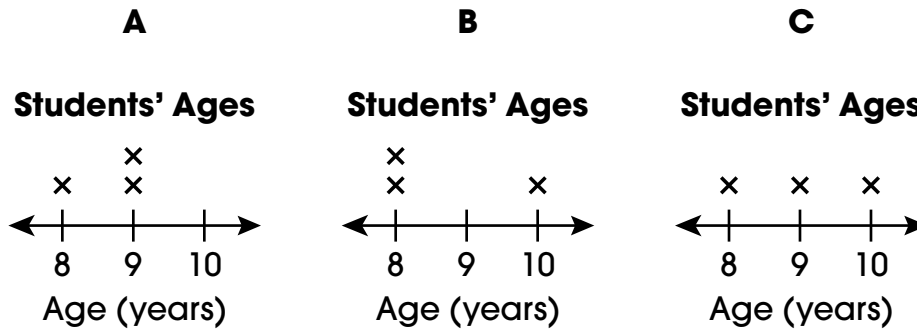 A B C
Students’ Ages Students’ Ages Students’ Ages
8 9 10 8 9 10 8 9 10
Age (years) Age (years) Age (years)